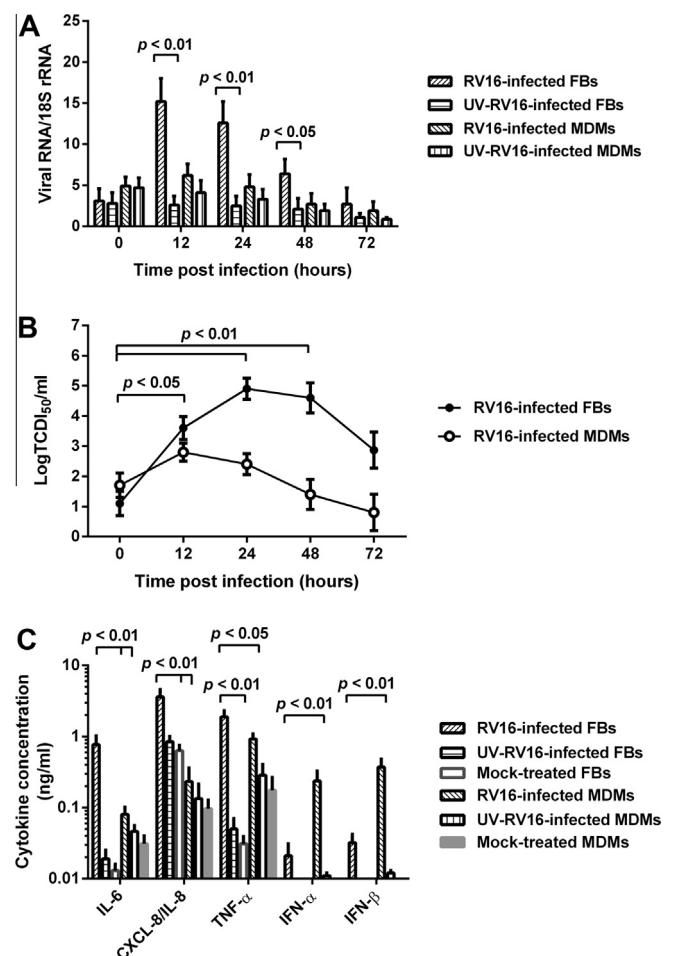 A
p < 0.01
p < 0.01
p < 0.05
Viral RNA/18S rRNA
25
20
15
10
5
0
0 12 24 48 72
Time post infection (hours)
RV16-infected FBs
UV-RV16-infected FBs
RV16-infected MDMs
UV-RV16-infected MDMs
B
p < 0.01
p < 0.05
LogTCDI50/ml
7
6
5
4
3
2
1
0
0 12 24 48 72
Time post infection (hours)
RV16-infected FBs
RV16-infected MDMs
C
p < 0.01
p < 0.01
p < 0.05
p < 0.01
p < 0.01
p < 0.01
Cytokine concentration
(ng/ml)
10
1
0.1
0.01
IL-6
CXCL-8/IL-8
TNF-α
IFN-α
IFN-β
RV16-infected FBs
UV-RV16-infected FBs
Mock-treated FBs
RV16-infected MDMs
UV-RV16-infected MDMs
Mock-treated MDMs